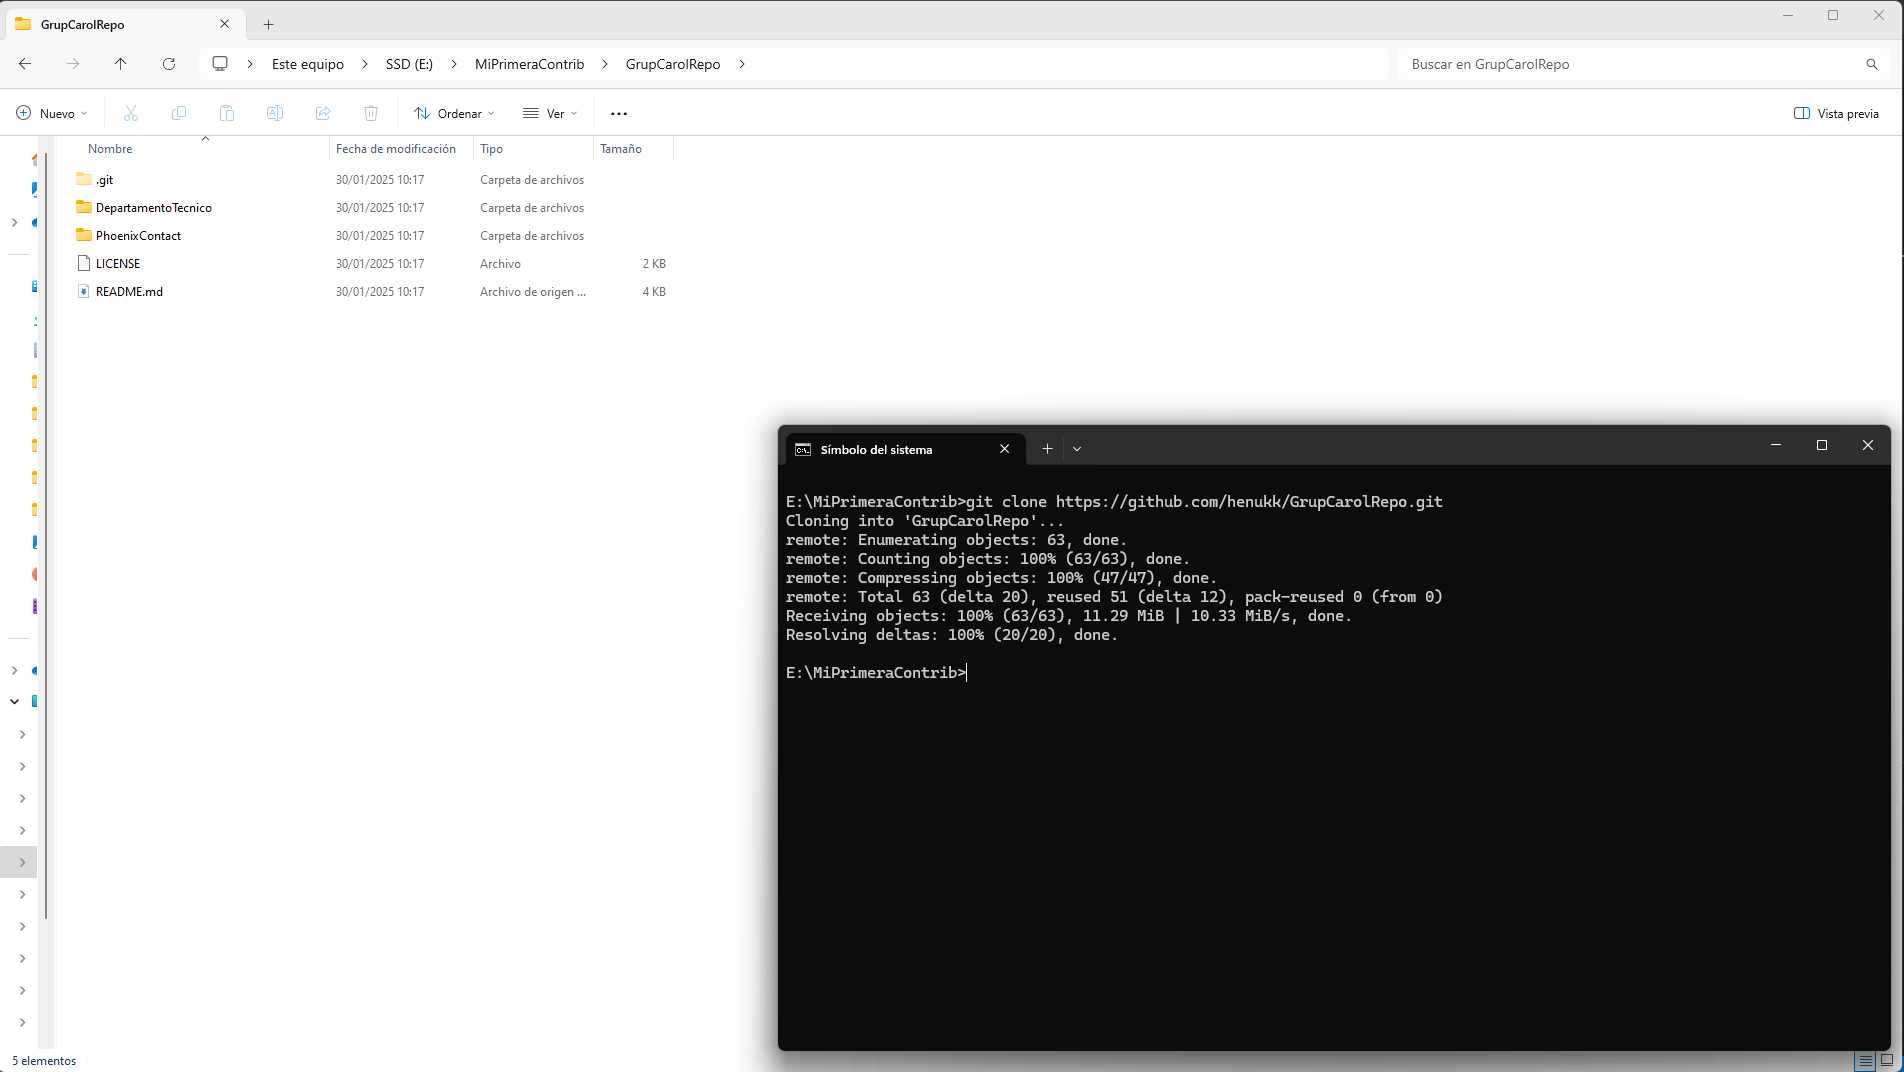 GrupCarolRepo
Este equipo > SSD (E:) > MiPrimeraContrib > GrupCarolRepo >
Buscar en GrupCarolRepo
Nuevo
Ordenar
Ver
Vista previa
Nombre Fecha de modificación Tipo Tamaño
.git 30/01/2025 10:17 Carpeta de archivos
DepartamentoTecnico 30/01/2025 10:17 Carpeta de archivos
PhoenixContact 30/01/2025 10:17 Carpeta de archivos
LICENSE 30/01/2025 10:17 Archivo 2 KB
README.md 30/01/2025 10:17 Archivo de origen ... 4 KB
Símbolo del sistema
E:\MiPrimeraContrib>git clone https://github.com/henukk/GrupCarolRepo.git
Cloning into 'GrupCarolRepo'...
remote: Enumerating objects: 63, done.
remote: Counting objects: 100% (63/63), done.
remote: Compressing objects: 100% (47/47), done.
remote: Total 63 (delta 20), reused 51 (delta 12), pack-reused 0 (from 0)
Receiving objects: 100% (63/63), 11.29 MiB | 10.33 MiB/s, done.
Resolving deltas: 100% (20/20), done.
E:\MiPrimeraContrib>
5 elementos